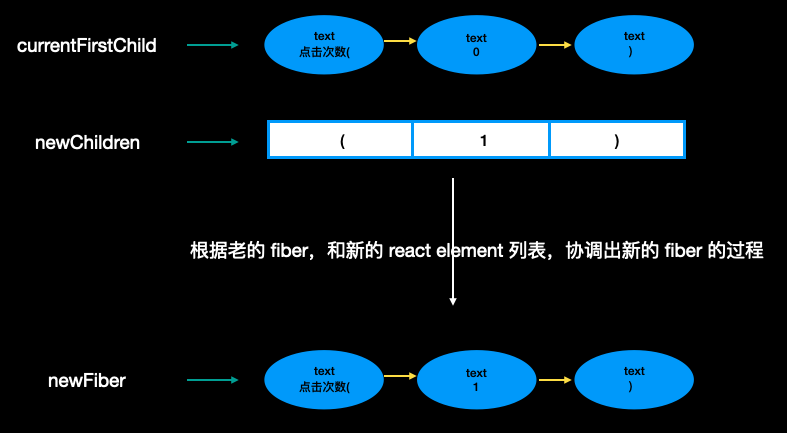 currentFirstChild
text
点击次数(
text
0
text
)
newChildren
(
1
)
根据老的 fiber，和新的 react element 列表，协调出新的 fiber 的过程
newFiber
text
点击次数(
text
1
text
)